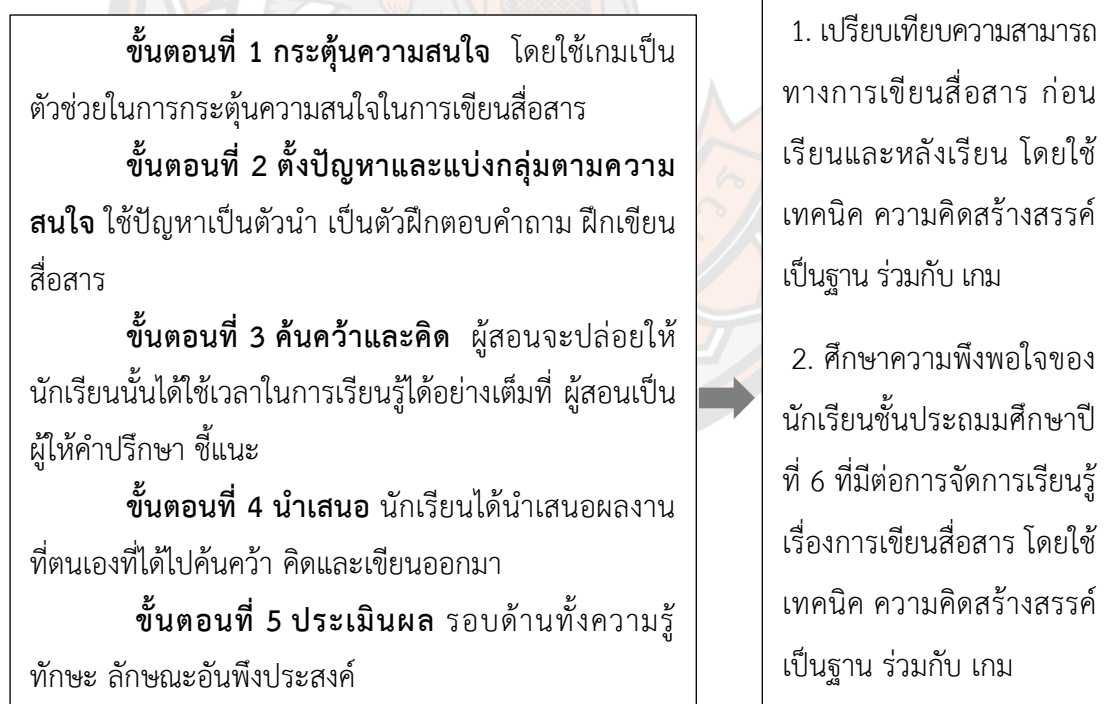 ขั้นตอนที่ 1 กระตุ้นความสนใจ โดยใช้เกมเป็น
ตัวช่วยในการกระตุ้นความสนใจในการเขียนสื่อสาร
ขั้นตอนที่ 2 ตั้งปัญหาและแบ่งกลุ่มตามความ
สนใจ ใช้ปัญหาเป็นตัวนำ เป็นตัวฝึกตอบคำถาม ฝึกเขียน
สื่อสาร
ขั้นตอนที่ 3 ค้นคว้าและคิด ผู้สอนจะปล่อยให้
นักเรียนนั้นได้ใช้เวลาในการเรียนรู้ได้อย่างเต็มที่ ผู้สอนเป็น
ผู้ให้คำปรึกษา ชี้แนะ
ขั้นตอนที่ 4 นำเสนอ นักเรียนได้นำเสนอผลงาน
ที่ตนเองที่ได้ไปค้นคว้า คิดและเขียนออกมา
ขั้นตอนที่ 5 ประเมินผล รอบด้านทั้งความรู้
ทักษะ ลักษณะอันพึงประสงค์
1. เปรียบเทียบความสามารถ
ทางการเขียนสื่อสาร ก่อน
เรียนและหลังเรียน โดยใช้
เทคนิค ความคิดสร้างสรรค์
เป็นฐาน ร่วมกับ เกม
2. ศึกษาความพึงพอใจของ
นักเรียนชั้นประถมมศึกษาปี
ที่ 6 ที่มีต่อการจัดการเรียนรู้
เรื่องการเขียนสื่อสาร โดยใช้
เทคนิค ความคิดสร้างสรรค์
เป็นฐาน ร่วมกับ เกม